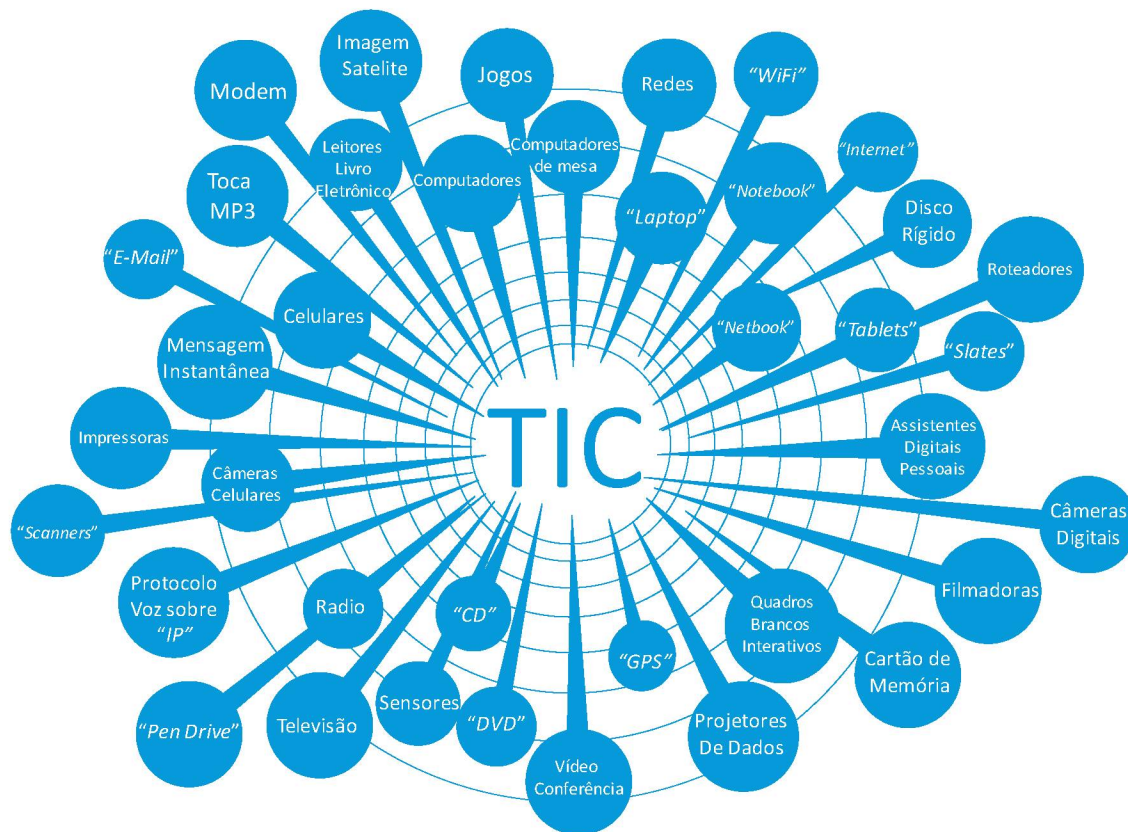 Imagem
Satelite
Jogos
Redes
“WiFi”
Modem
Computadores
de mesa
“Internet”
Leitores
Livro
Eletrônico
Computadores
“Notebook”
Toca
MP3
“Laptop”
Disco
Rígido
“E-Mail”
Roteadores
Celulares
“Netbook”
“Tablets”
Mensagem
Instantânea
“Slates”
TIC
Impressoras
Assistentes
Digitais
Pessoais
Câmeras
Celulares
“Scanners”
Câmeras
Digitais
Protocolo
Voz sobre
“IP”
Radio
“CD”
Quadros
Brancos
Interativos
Filmadoras
“GPS”
Cartão de
Memória
“Pen Drive”
Televisão
Sensores
“DVD”
Projetores
De Dados
Vídeo
Conferência